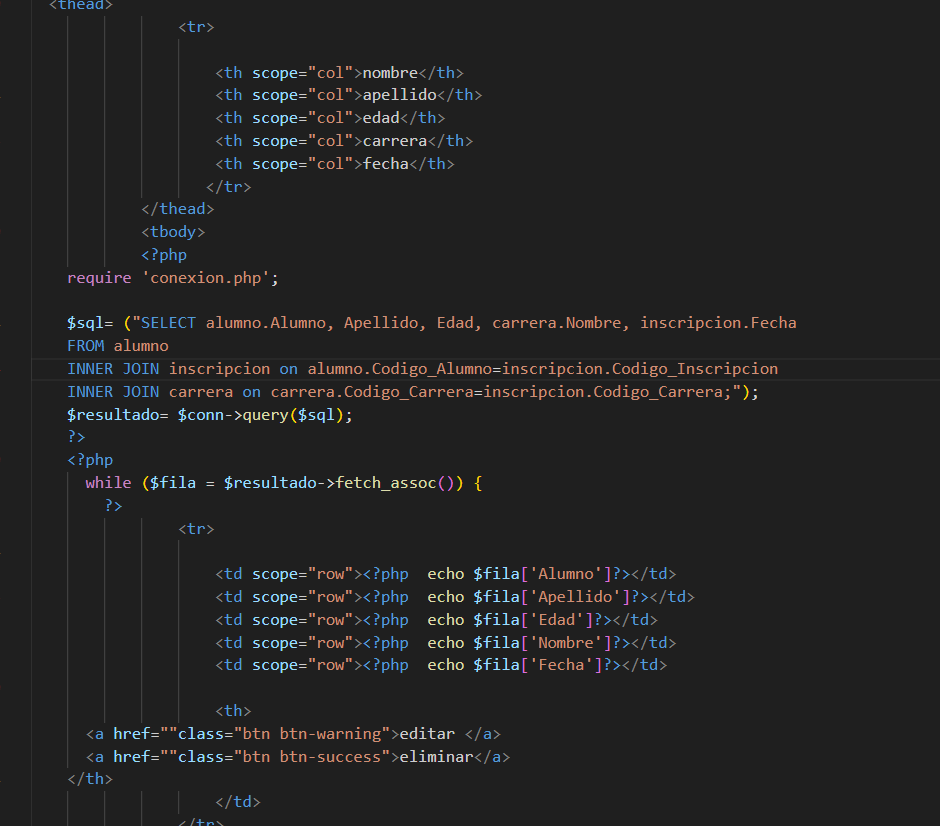 <thead>
<tr>
<th scope="col">nombre</th>
<th scope="col">apellido</th>
<th scope="col">edad</th>
<th scope="col">carrera</th>
<th scope="col">fecha</th>
</tr>
</thead>
<tbody>
<?php
require 'conexion.php';
$sql= ("SELECT alumno.Alumno, Apellido, Edad, carrera.Nombre, inscripcion.Fecha
FROM alumno
INNER JOIN inscripcion on alumno.Codigo_Alumno=inscripcion.Codigo_Inscripcion
INNER JOIN carrera on carrera.Codigo_Carrera=inscripcion.Codigo_Carrera;");
$resultado= $conn->query($sql);
?>
<?php
while ($fila = $resultado->fetch_assoc()) {
?>
<tr>
<td scope="row"><?php  echo $fila['Alumno']?></td>
<td scope="row"><?php  echo $fila['Apellido']?></td>
<td scope="row"><?php  echo $fila['Edad']?></td>
<td scope="row"><?php  echo $fila['Nombre']?></td>
<td scope="row"><?php  echo $fila['Fecha']?></td>
<th>
<a href=""class="btn btn-warning">editar </a>
<a href=""class="btn btn-success">eliminar</a>
</th>
</td>
</tr>